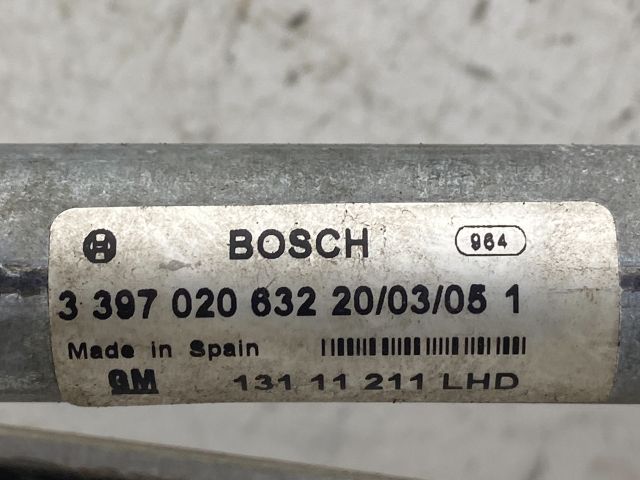 BOSCH 964
3 397 020 632 20/03/05 1
Made in Spain
GM 131 11 211 LHD